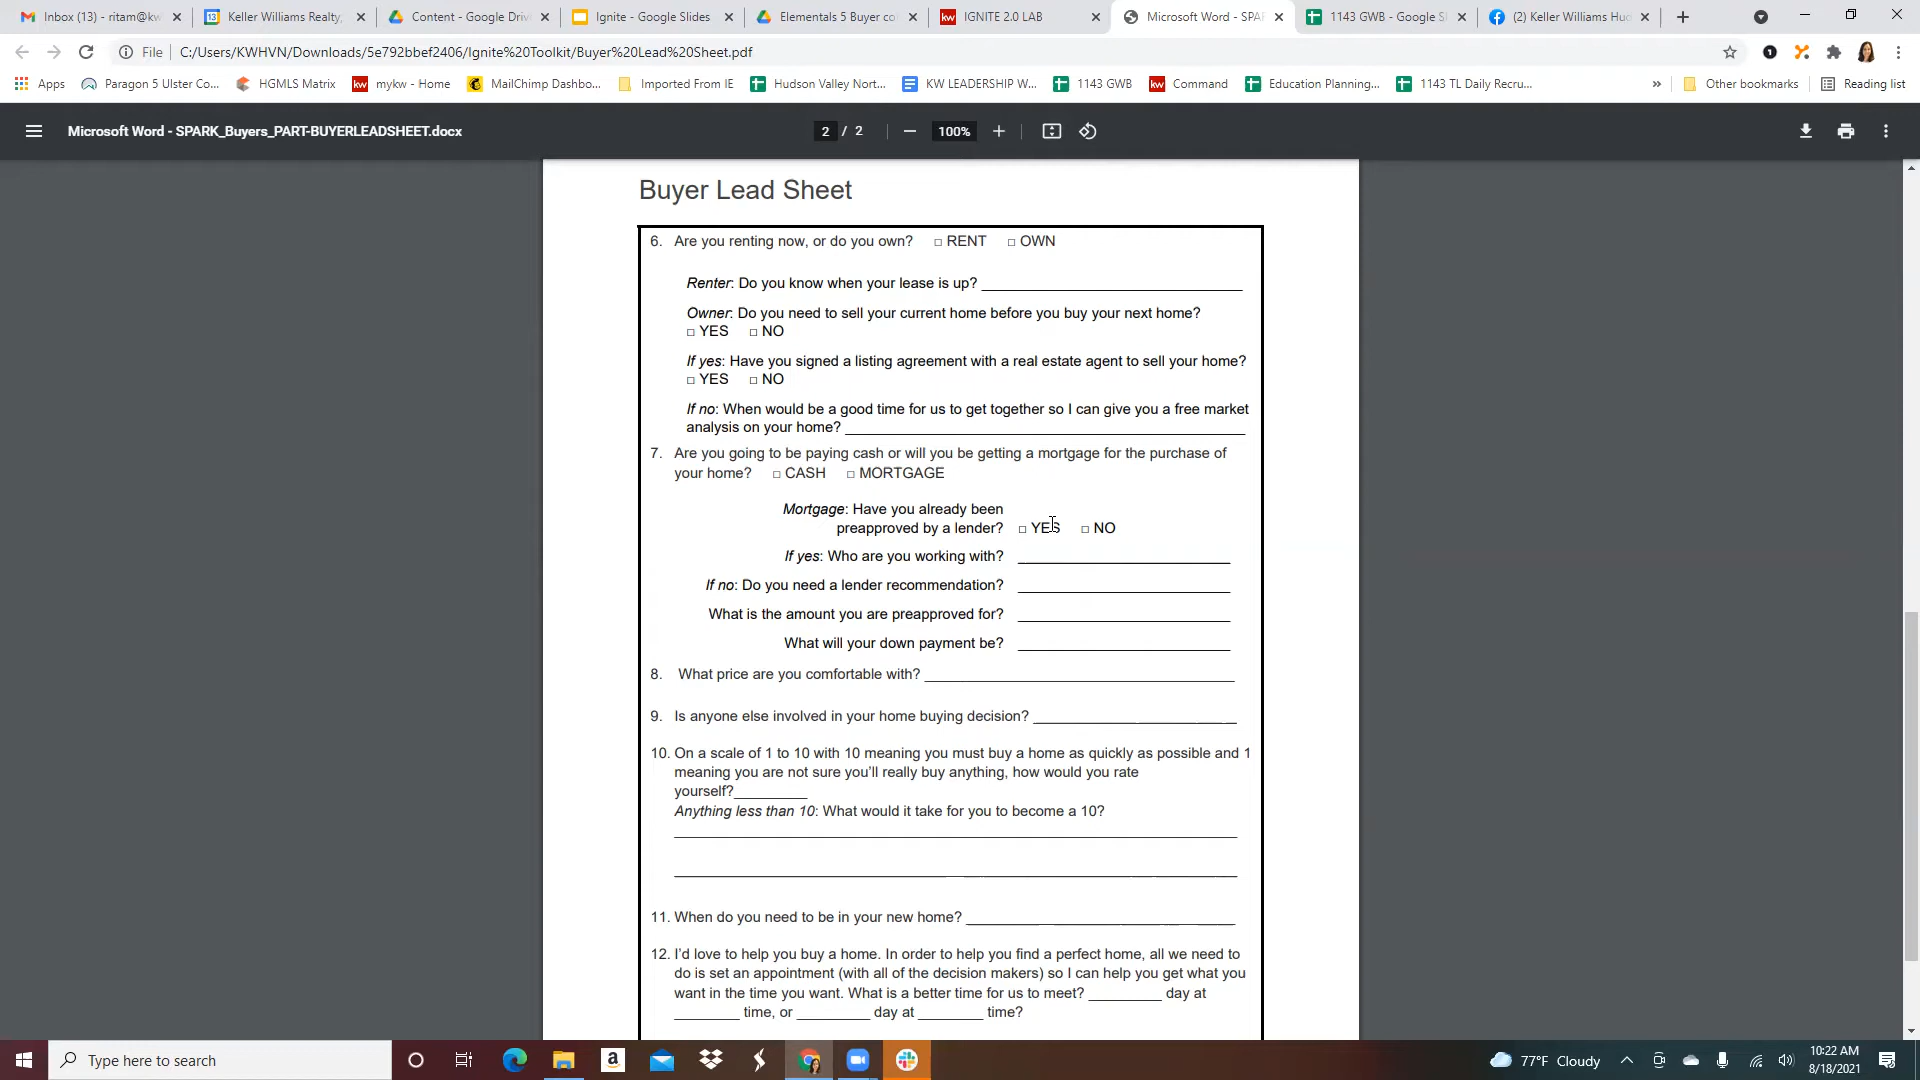 Inbox (13) - ritam@kw
Keller Williams Realty,
Content - Google Driv
Ignite - Google Slides
Elementals 5 Buyer co
IGNITE 2.0 LAB
Microsoft Word - SPAR
1143 GWB - Google S
(2) Keller Williams Hud
File
C:/Users/KWHVN/Downloads/5e792bbef2406/Ignite%20Toolkit/Buyer%20Lead%20Sheet.pdf
Apps
Paragon 5 Ulster Co...
HGMLS Matrix
mykw - Home
MailChimp Dashbo...
Imported From IE
Hudson Valley Nort...
KW LEADERSHIP W...
1143 GWB
Command
Education Planning...
1143 TL Daily Recru...
»
Other bookmarks
Reading list
Microsoft Word - SPARK_Buyers_PART-BUYERLEADSHEET.docx
2 / 2
100%
Buyer Lead Sheet
6. Are you renting now, or do you own? □ RENT □ OWN
Renter: Do you know when your lease is up?
Owner: Do you need to sell your current home before you buy your next home?
□ YES □ NO
If yes: Have you signed a listing agreement with a real estate agent to sell your home?
□ YES □ NO
If no: When would be a good time for us to get together so I can give you a free market
analysis on your home?
7. Are you going to be paying cash or will you be getting a mortgage for the purchase of
your home? □ CASH □ MORTGAGE
Mortgage: Have you already been
preapproved by a lender? □ YES □ NO
If yes: Who are you working with?
If no: Do you need a lender recommendation?
What is the amount you are preapproved for?
What will your down payment be?
8. What price are you comfortable with?
9. Is anyone else involved in your home buying decision?
10. On a scale of 1 to 10 with 10 meaning you must buy a home as quickly as possible and 1
meaning you are not sure you'll really buy anything, how would you rate
yourself?
Anything less than 10: What would it take for you to become a 10?
11. When do you need to be in your new home?
12. I'd love to help you buy a home. In order to help you find a perfect home, all we need to
do is set an appointment (with all of the decision makers) so I can help you get what you
want in the time you want. What is a better time for us to meet? _________ day at
________ time, or _________ day at ________ time?
Type here to search
77°F Cloudy
10:22 AM
8/18/2021